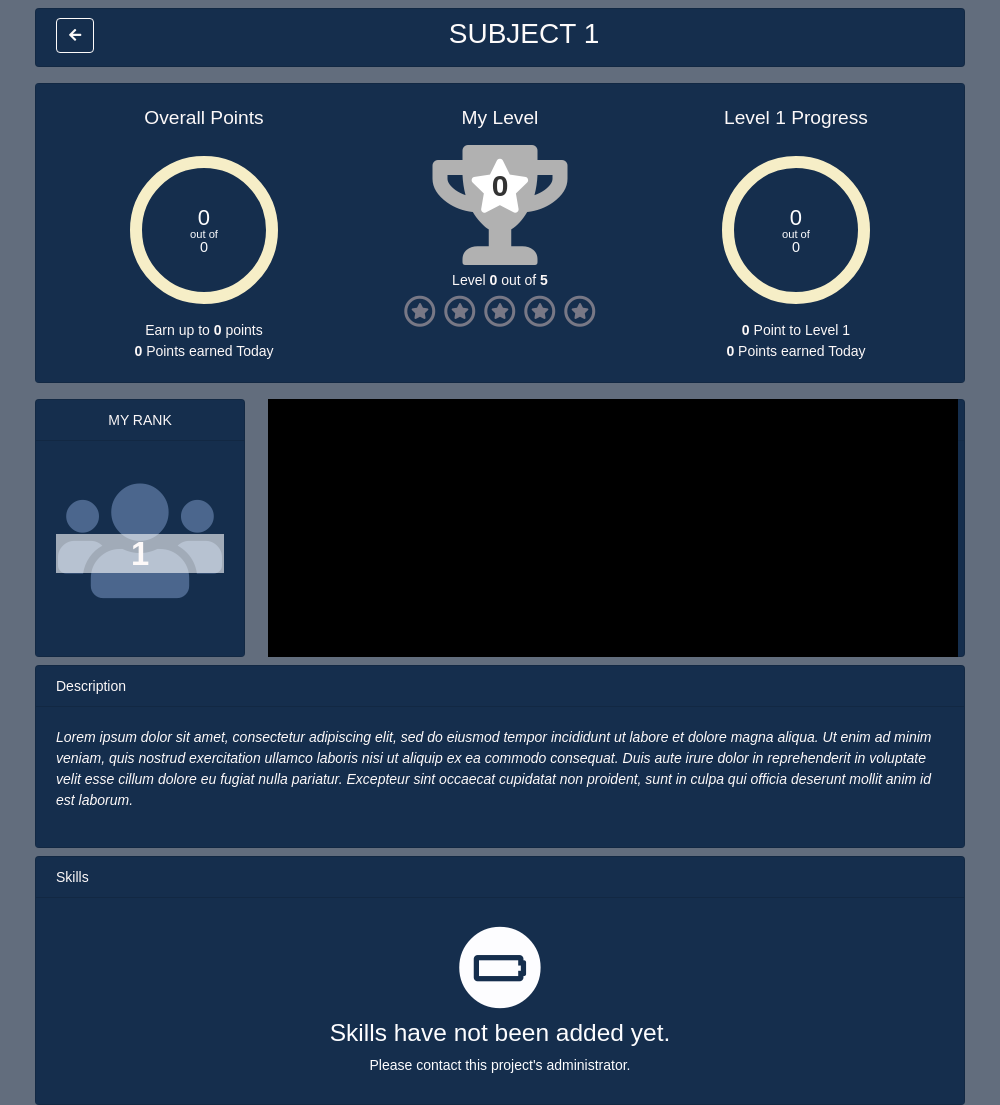 SUBJECT 1
Overall Points
My Level
Level 1 Progress
0
out of
0
0
0
out of
0
Level 0 out of 5
Earn up to 0 points
0 Points earned Today
0 Point to Level 1
0 Points earned Today
MY RANK
1
Description
Lorem ipsum dolor sit amet, consectetur adipiscing elit, sed do eiusmod tempor incididunt ut labore et dolore magna aliqua. Ut enim ad minim
veniam, quis nostrud exercitation ullamco laboris nisi ut aliquip ex ea commodo consequat. Duis aute irure dolor in reprehenderit in voluptate
velit esse cillum dolore eu fugiat nulla pariatur. Excepteur sint occaecat cupidatat non proident, sunt in culpa qui officia deserunt mollit anim id
est laborum.
Skills
Skills have not been added yet.
Please contact this project's administrator.